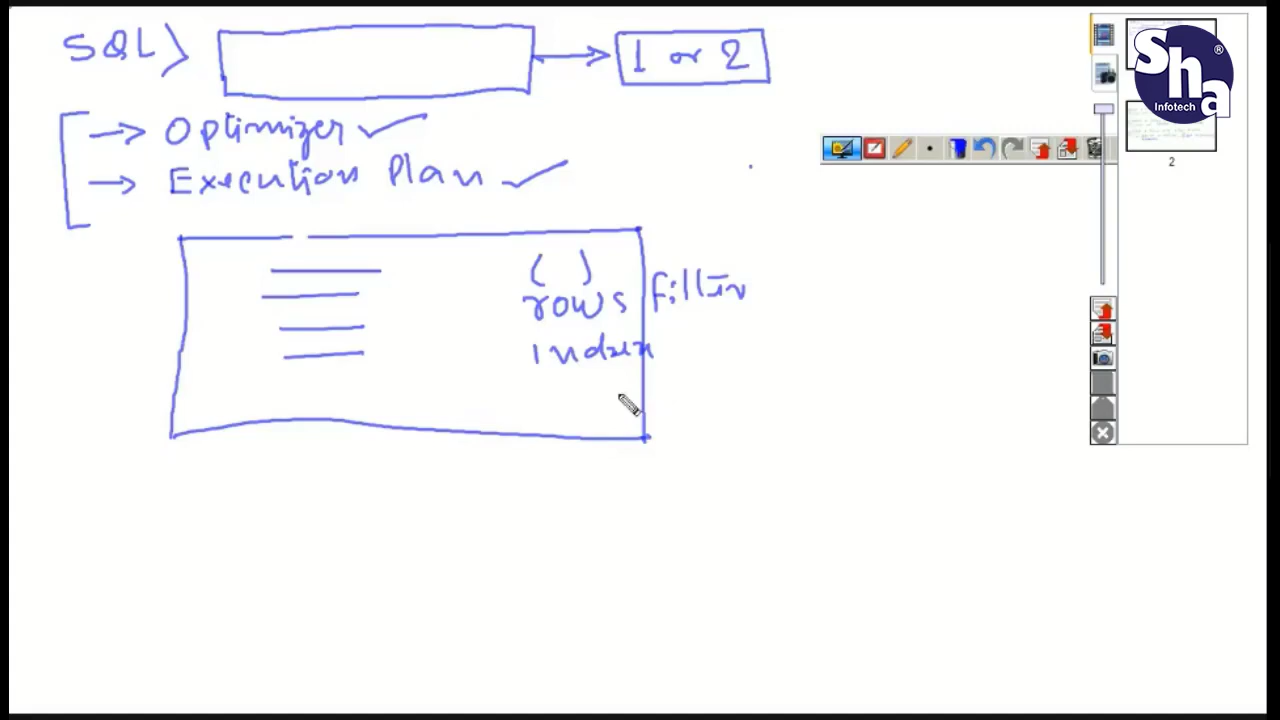 SQL> 1 or 2
→ Optimizer ✓
→ Execution Plan ✓
( )
rows filter
index
Sha
®
Infotech
2